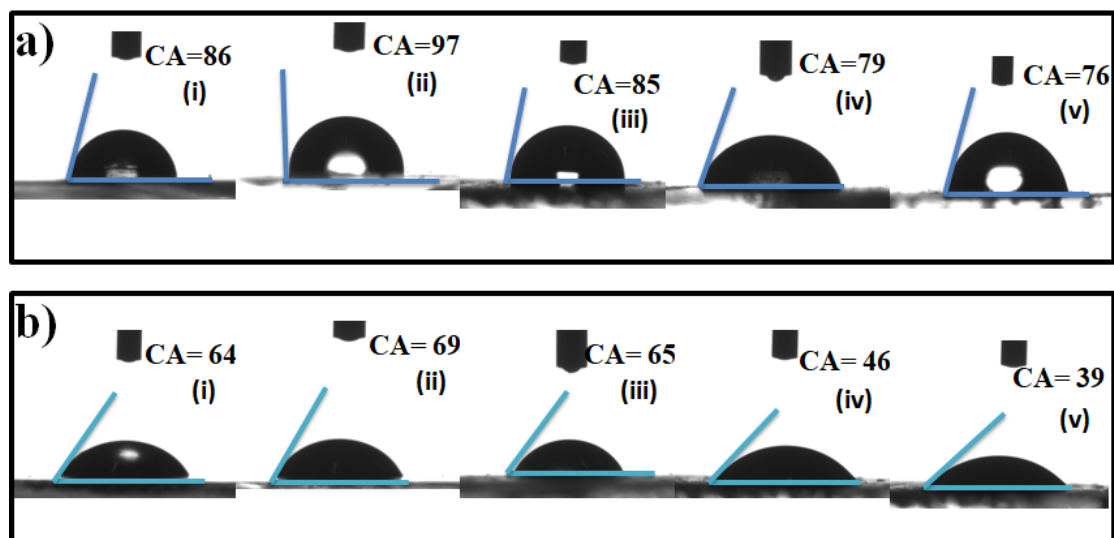 a)
CA=86
(i)
CA=97
(ii)
CA=85
(iii)
CA=79
(iv)
CA=76
(v)
b)
CA= 64
(i)
CA= 69
(ii)
CA= 65
(iii)
CA= 46
(iv)
CA= 39
(v)